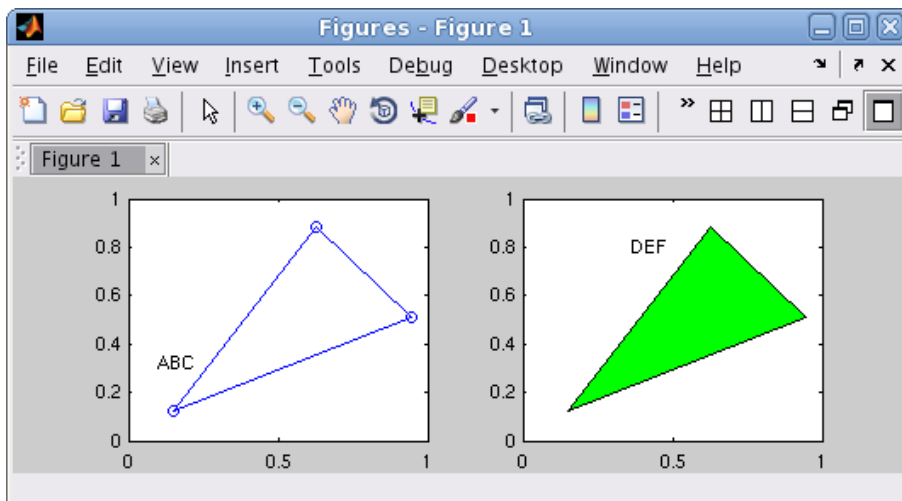 Figures - Figure 1
File Edit View Insert Tools Debug Desktop Window Help
»
Figure 1 ×
1
0.8
0.6
0.4
0.2
0
0 0.5 1
ABC
1
0.8
0.6
0.4
0.2
0
0 0.5 1
DEF